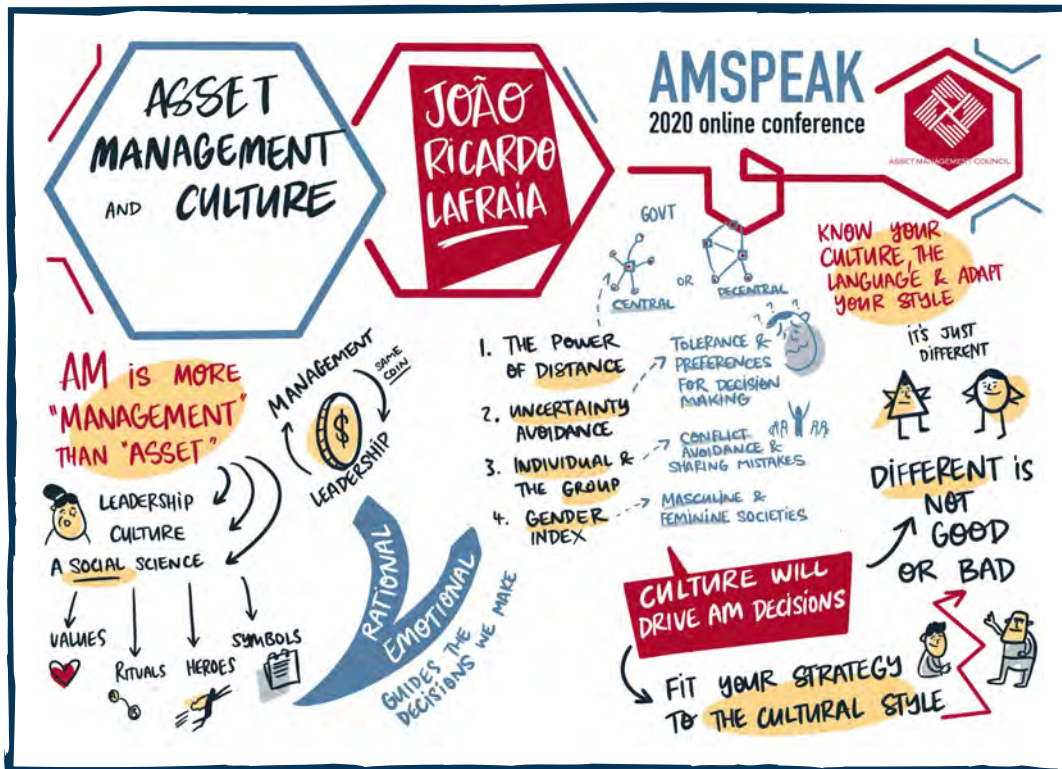 ASSET
MANAGEMENT
AND CULTURE
JOÃO
RICARDO
LAFRAIA
AMSPEAK
2020 online conference
ASSET MANAGEMENT COUNCIL
AM iS MORE
"MANAGEMENT"
THAN "ASSET"
MANAGEMENT
SAME
COIN
$
LEADERSHIP
LEADERSHIP
CULTURE
A SOCIAL SCIENCE
VALUES
RITUALS
HEROES
SYMBOLS
RATIONAL
EMOTIONAL
GUIDES THE
DECISIONS WE MAKE
GOVT
CENTRAL
OR
DECENTRAL
1. THE POWER
OF DISTANCE
2. UNCERTAINTY
AVOIDANCE
3. INDIVIDUAL &
THE GROUP
4. GENDER
INDEX
? ? ?
TOLERANCE &
PREFERENCES
FOR DECISION
MAKING
CONFLICT
AVOIDANCE &
SHARING MISTAKES
MASCULINE &
FEMININE SOCIETIES
KNOW YOUR
CULTURE, THE
LANGUAGE & ADAPT
YOUR STYLE
iT'S JUST
DIFFERENT
DIFFERENT iS
NOT
GOOD
OR BAD
CULTURE WILL
DRIVE AM DECISIONS
FIT YOUR STRATEGY
TO THE CULTURAL STYLE